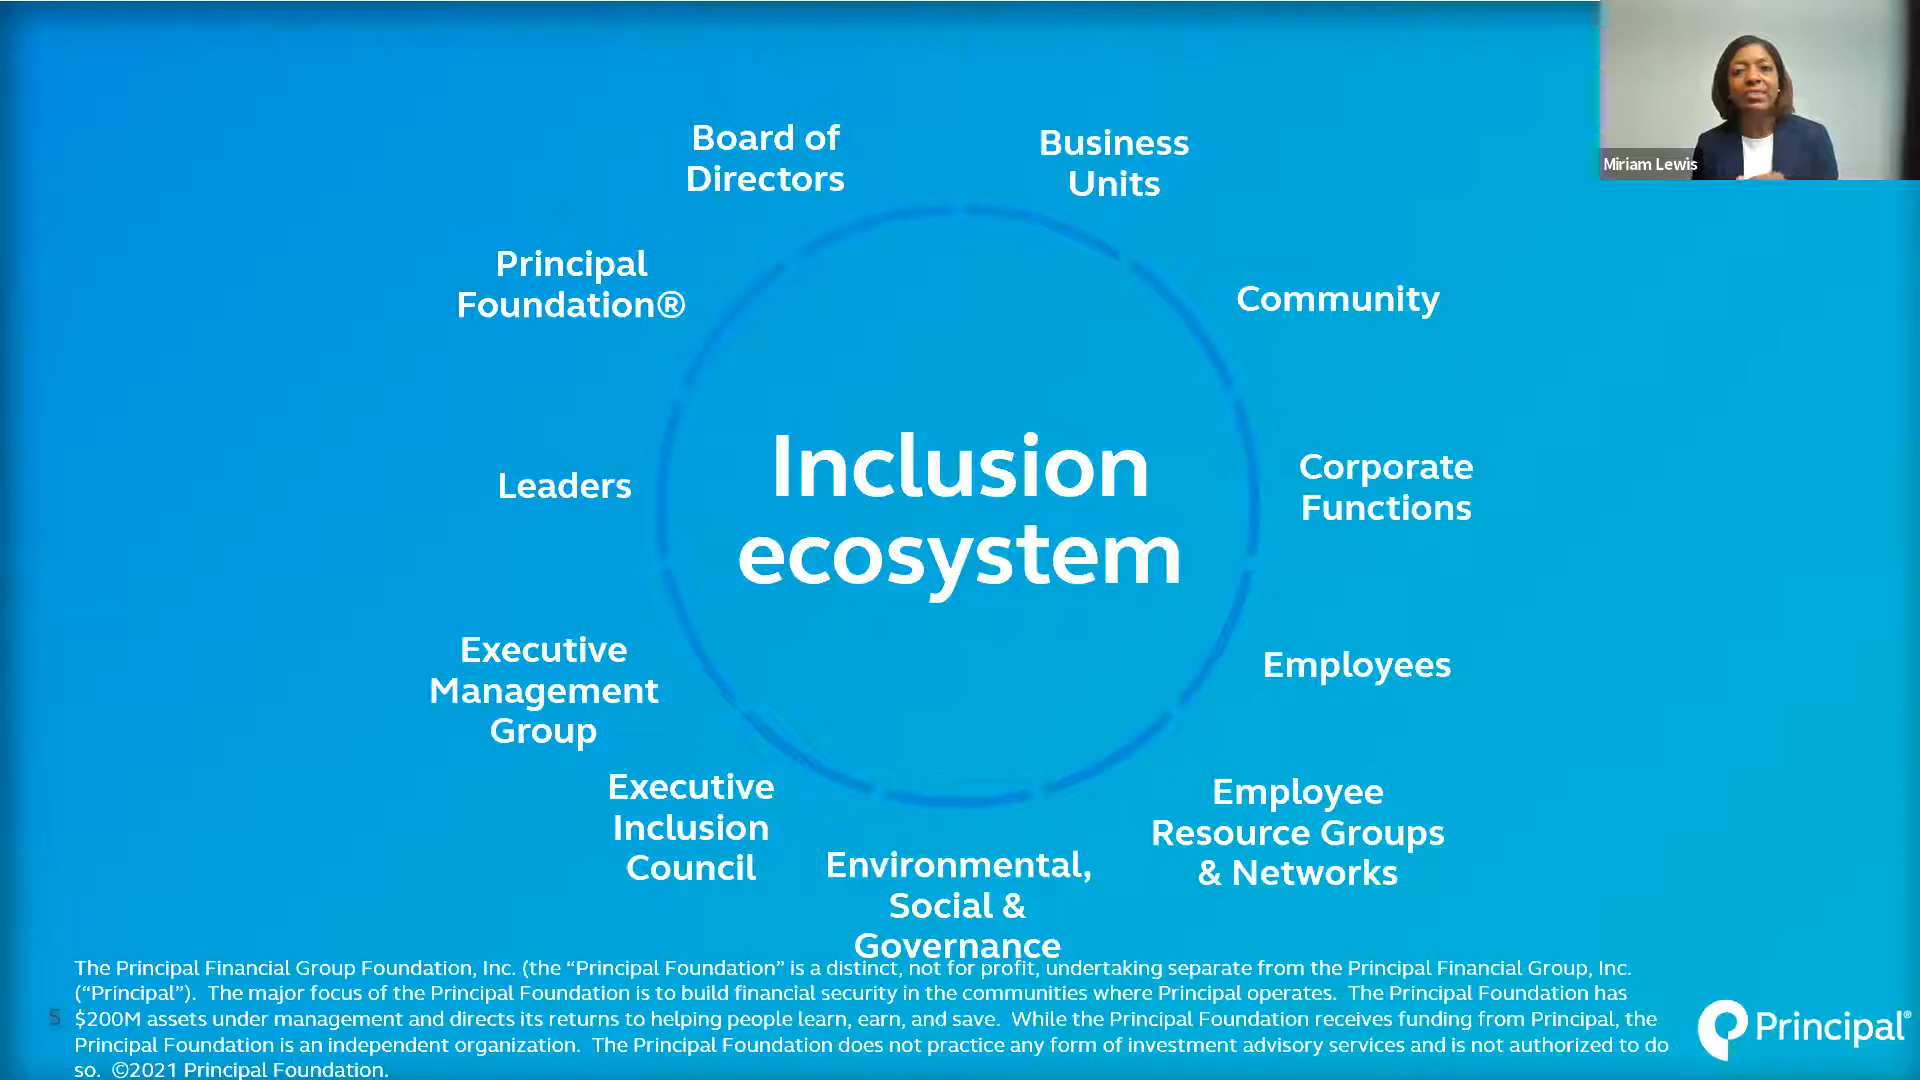 Board of
Directors
Business
Units
Miriam Lewis
Principal
Foundation®
Community
Leaders
Inclusion
ecosystem
Corporate
Functions
Executive
Management
Group
Employees
Executive
Inclusion
Council
Environmental,
Social &
Governance
Employee
Resource Groups
& Networks
The Principal Financial Group Foundation, Inc. (the “Principal Foundation” is a distinct, not for profit, undertaking separate from the Principal Financial Group, Inc.
(“Principal”).  The major focus of the Principal Foundation is to build financial security in the communities where Principal operates.  The Principal Foundation has
$200M assets under management and directs its returns to helping people learn, earn, and save.  While the Principal Foundation receives funding from Principal, the
Principal Foundation is an independent organization.  The Principal Foundation does not practice any form of investment advisory services and is not authorized to do
so.  ©2021 Principal Foundation.
5
Principal®